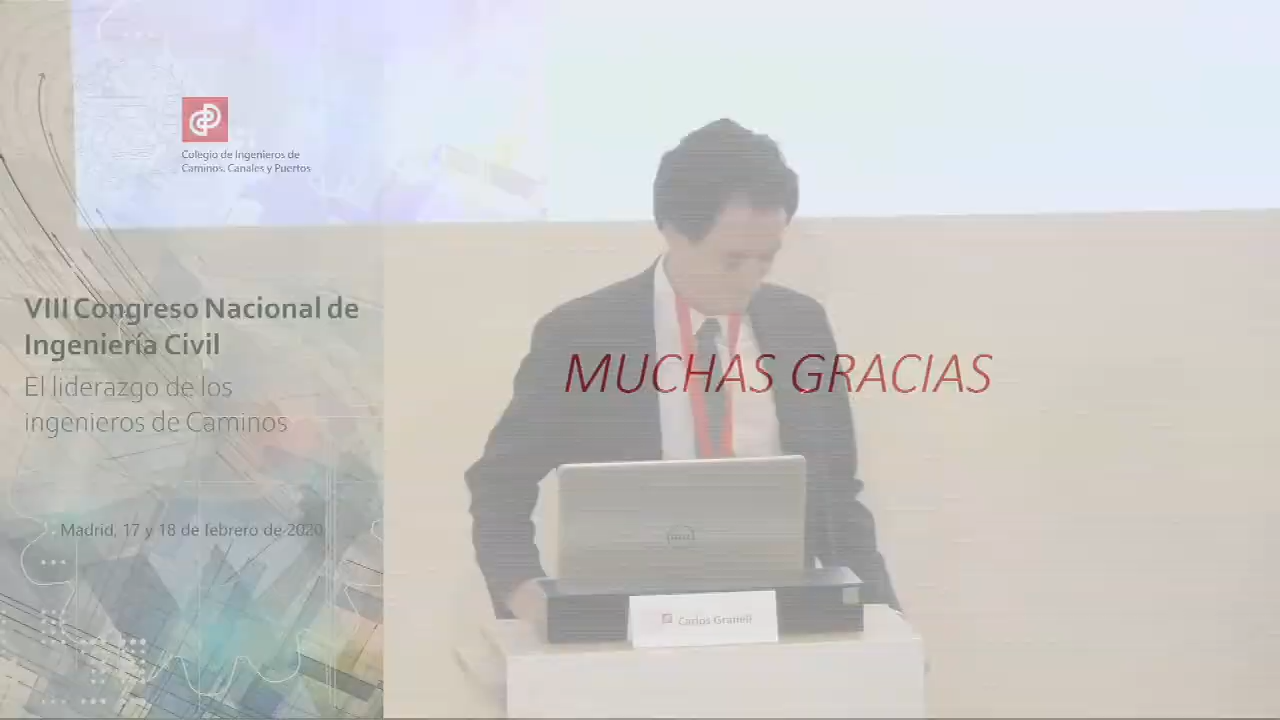 Colegio de Ingenieros de
Caminos, Canales y Puertos
VIII Congreso Nacional de
Ingeniería Civil
El liderazgo de los
ingenieros de Caminos
Madrid, 17 y 18 de febrero de 2020
MUCHAS GRACIAS
DELL
Carlos Granell